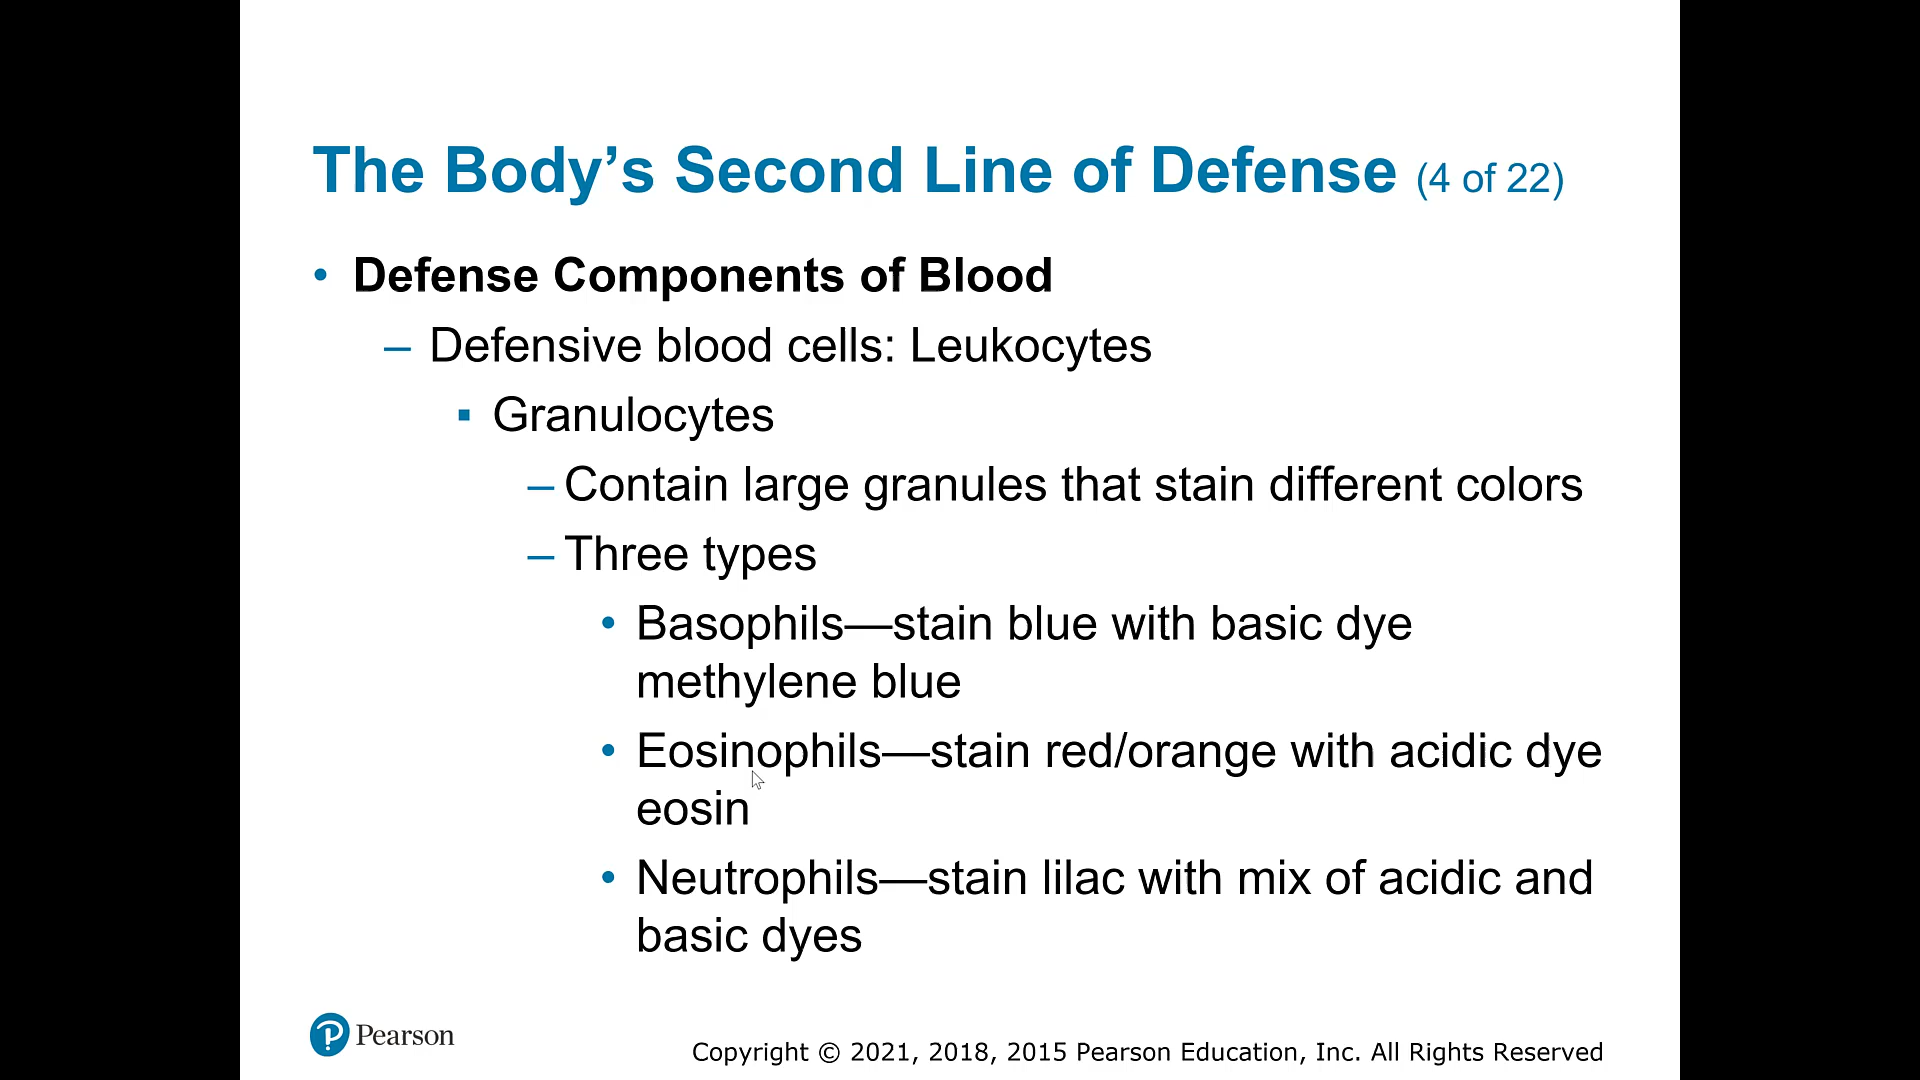 The Body’s Second Line of Defense (4 of 22)
• Defense Components of Blood
– Defensive blood cells: Leukocytes
▪ Granulocytes
– Contain large granules that stain different colors
– Three types
• Basophils—stain blue with basic dye
methylene blue
• Eosinophils—stain red/orange with acidic dye
eosin
• Neutrophils—stain lilac with mix of acidic and
basic dyes
Pearson
Copyright © 2021, 2018, 2015 Pearson Education, Inc. All Rights Reserved